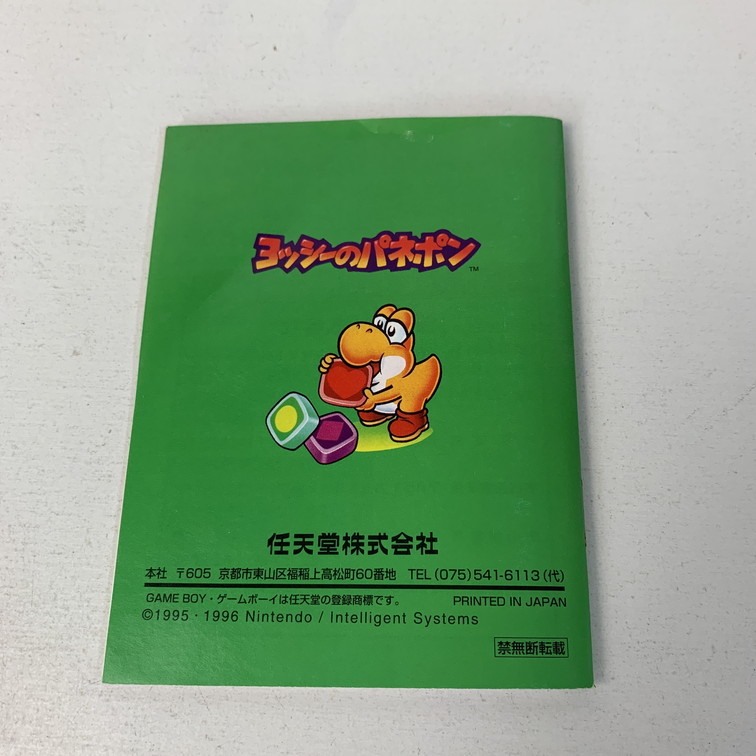 ヨッシーのパネポン™
任天堂株式会社
本社 〒605 京都市東山区福稲上高松町60番地 TEL (075) 541-6113 (代)
GAME BOY・ゲームボーイは任天堂の登録商標です。 PRINTED IN JAPAN
©1995・1996 Nintendo / Intelligent Systems
禁無断転載